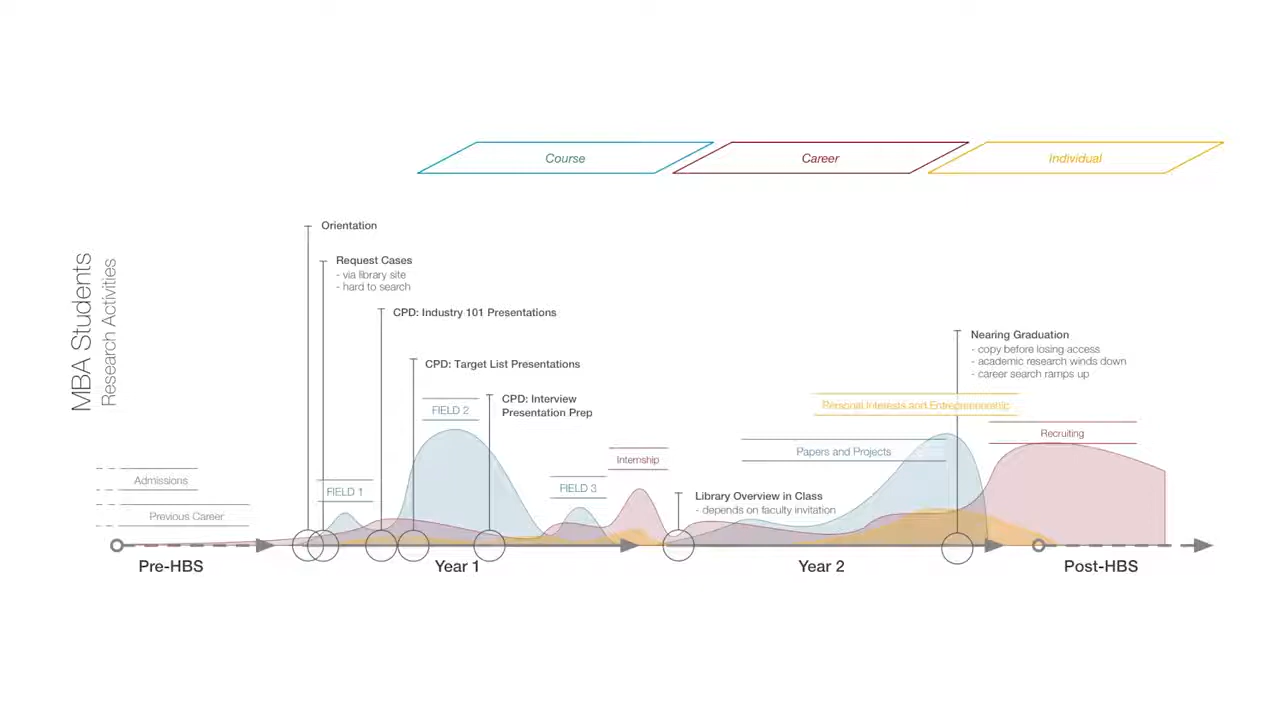 Course
Career
Individual
MBA Students
Research Activities
Orientation
Request Cases
- via library site
- hard to search
CPD: Industry 101 Presentations
CPD: Target List Presentations
CPD: Interview
Presentation Prep
Nearing Graduation
- copy before losing access
- academic research winds down
- career search ramps up
FIELD 2
Personal Interests and Entrepreneurship
Recruiting
Papers and Projects
Internship
Admissions
FIELD 1
FIELD 3
Library Overview in Class
- depends on faculty invitation
Previous Career
Pre-HBS
Year 1
Year 2
Post-HBS